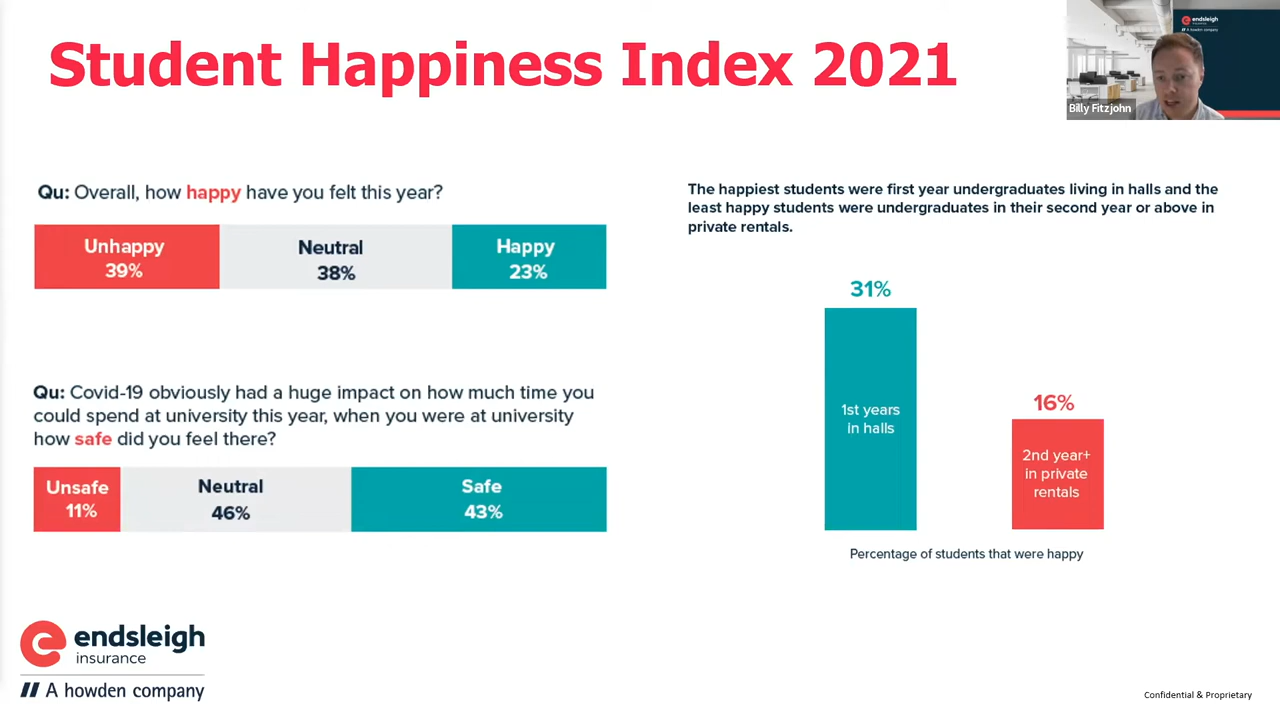 Student Happiness Index 2021
endsleigh
insurance
A howden company
Billy Fitzjohn
Qu: Overall, how happy have you felt this year?
Unhappy
39%
Neutral
38%
Happy
23%
Qu: Covid-19 obviously had a huge impact on how much time you
could spend at university this year, when you were at university
how safe did you feel there?
Unsafe
11%
Neutral
46%
Safe
43%
The happiest students were first year undergraduates living in halls and the
least happy students were undergraduates in their second year or above in
private rentals.
31%
1st years
in halls
16%
2nd year+
in private
rentals
Percentage of students that were happy
endsleigh
insurance
A howden company
Confidential & Proprietary